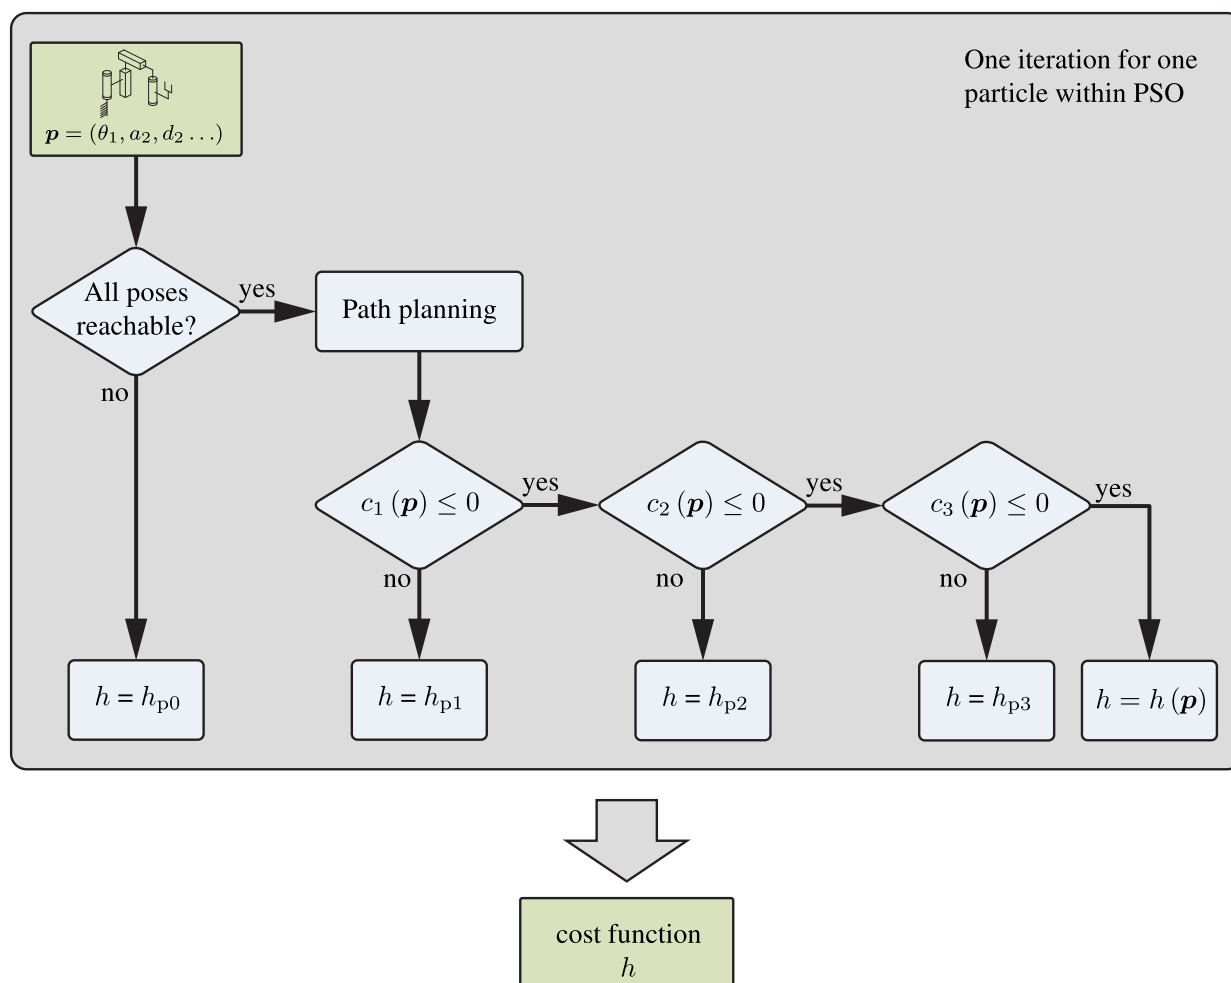 One iteration for one
particle within PSO
p = (θ₁, a₂, d₂ …)
All poses
reachable?
yes
Path planning
no
c₁ (p) ≤ 0
yes
c₂ (p) ≤ 0
yes
c₃ (p) ≤ 0
yes
no
no
no
h = hₚ₀
h = hₚ₁
h = hₚ₂
h = hₚ₃
h = h (p)
cost function
h